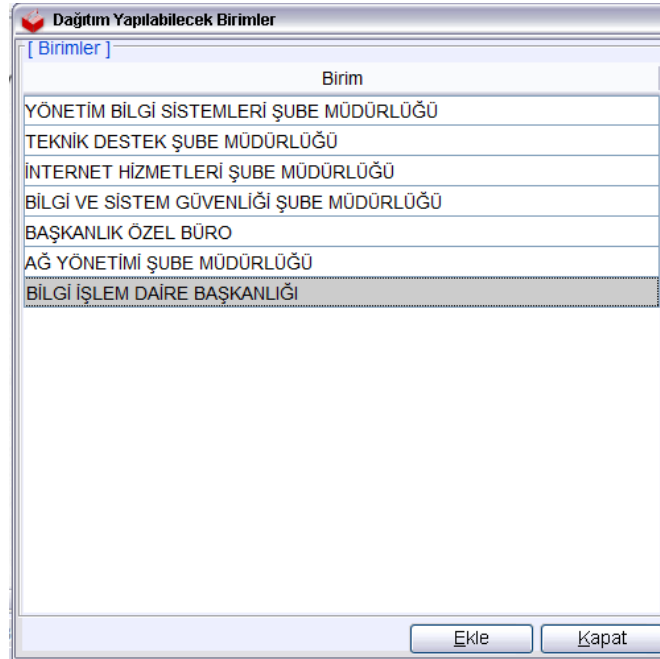 Dağıtım Yapılabilecek Birimler
[ Birimler ]
Birim
YÖNETİM BİLGİ SİSTEMLERİ ŞUBE MÜDÜRLÜĞÜ
TEKNİK DESTEK ŞUBE MÜDÜRLÜĞÜ
İNTERNET HİZMETLERİ ŞUBE MÜDÜRLÜĞÜ
BİLGİ VE SİSTEM GÜVENLİĞİ ŞUBE MÜDÜRLÜĞÜ
BAŞKANLIK ÖZEL BÜRO
AĞ YÖNETİMİ ŞUBE MÜDÜRLÜĞÜ
BİLGİ İŞLEM DAİRE BAŞKANLIĞI
Ekle Kapat